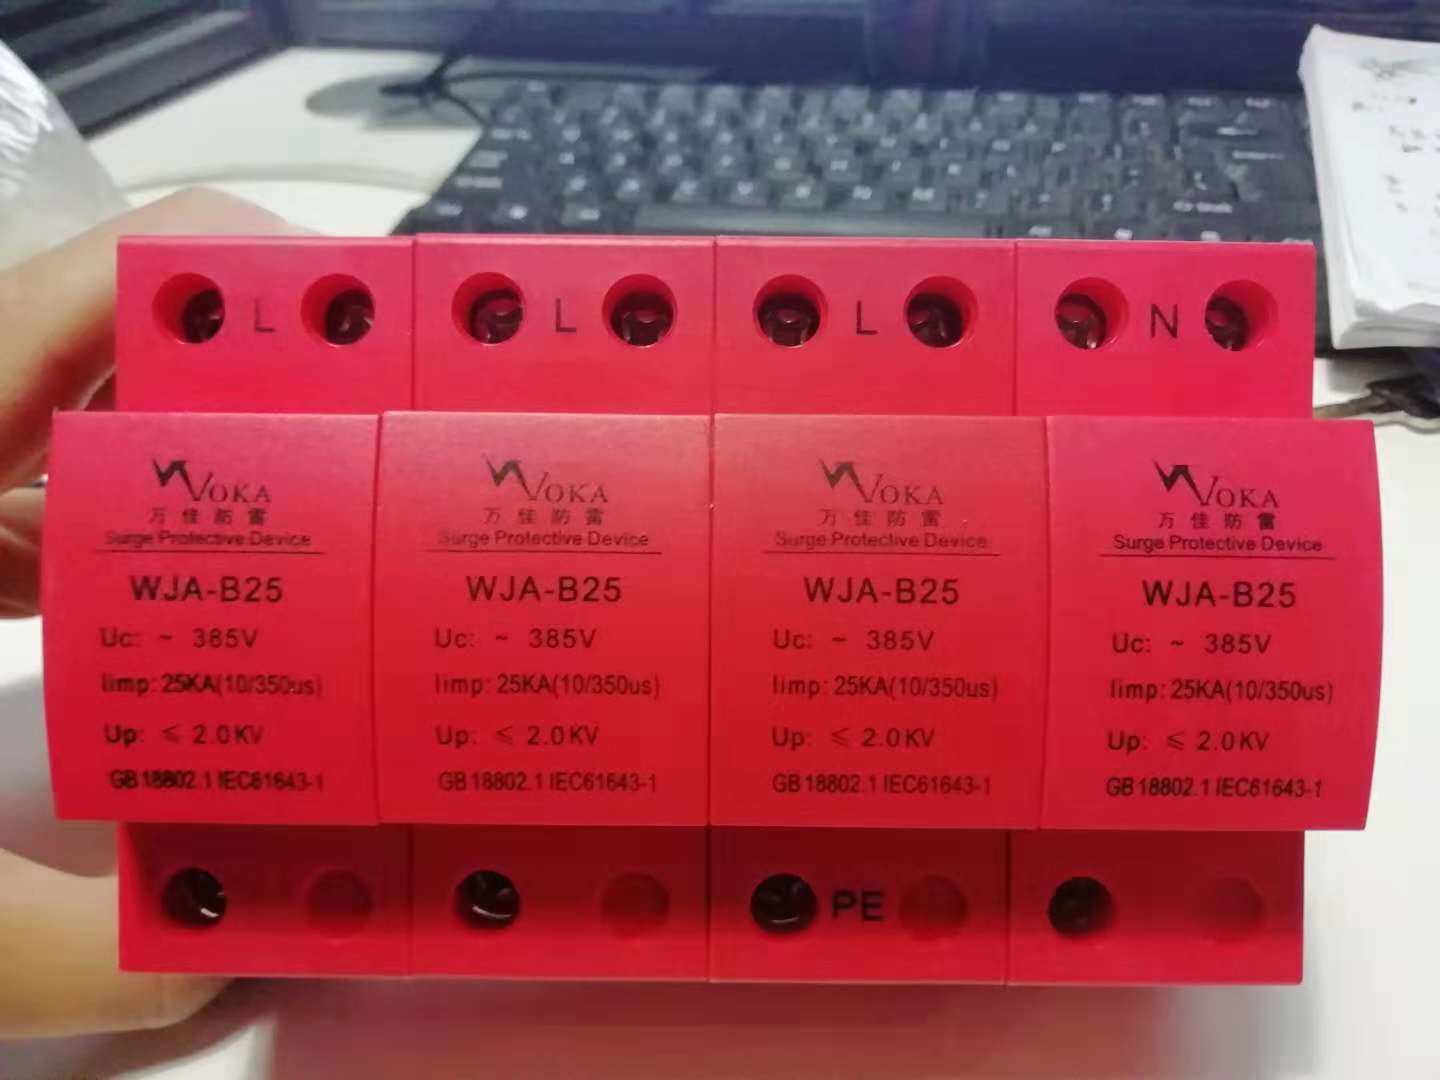 L L L N
VOKA VOKA VOKA VOKA
万佳防雷 万佳防雷 万佳防雷 万佳防雷
Surge Protective Device Surge Protective Device Surge Protective Device Surge Protective Device
WJA-B25 WJA-B25 WJA-B25 WJA-B25
Uc: ~ 385V Uc: ~ 385V Uc: ~ 385V Uc: ~ 385V
Iimp: 25KA(10/350us) Iimp: 25KA(10/350us) Iimp: 25KA(10/350us) Iimp: 25KA(10/350us)
Up: ≤ 2.0KV Up: ≤ 2.0KV Up: ≤ 2.0KV Up: ≤ 2.0KV
GB18802.1 IEC61643-1 GB18802.1 IEC61643-1 GB18802.1 IEC61643-1 GB18802.1 IEC61643-1
PE